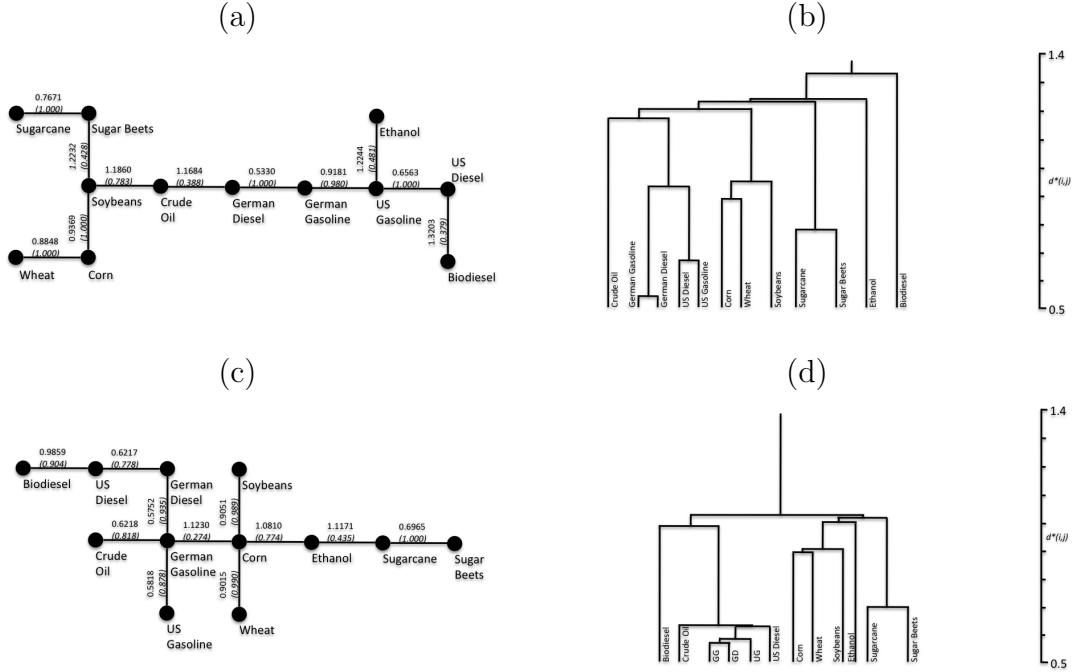 (a)
0.7671
(1.000)
Sugarcane
Sugar Beets
1.2232
(0.428)
1.1860
(0.783)
Soybeans
0.9369
(1.000)
0.8848
(1.000)
Wheat
Corn
1.1684
(0.388)
Crude
Oil
0.5330
(1.000)
German
Diesel
0.9181
(0.980)
German
Gasoline
Ethanol
1.2244
(0.481)
0.6563
(1.000)
US
Gasoline
US
Diesel
1.3203
(0.379)
Biodiesel
(b)
Crude Oil
German Gasoline
German Diesel
US Diesel
US Gasoline
Corn
Wheat
Soybeans
Sugarcane
Sugar Beets
Ethanol
Biodiesel
1.4
d*(i,j)
0.5
(c)
0.9859
(0.904)
Biodiesel
0.6217
(0.778)
US
Diesel
German
Diesel
0.5752
(0.935)
Soybeans
0.9051
(0.989)
0.6218
(0.818)
Crude
Oil
1.1230
(0.274)
German
Gasoline
1.0810
(0.774)
Corn
1.1171
(0.435)
Ethanol
0.6965
(1.000)
Sugarcane
Sugar
Beets
0.5818
(0.878)
US
Gasoline
0.9015
(0.990)
Wheat
(d)
Biodiesel
Crude Oil
GG
GD
UG
US Diesel
Corn
Wheat
Soybeans
Ethanol
Sugarcane
Sugar Beets
1.4
d*(i,j)
0.5